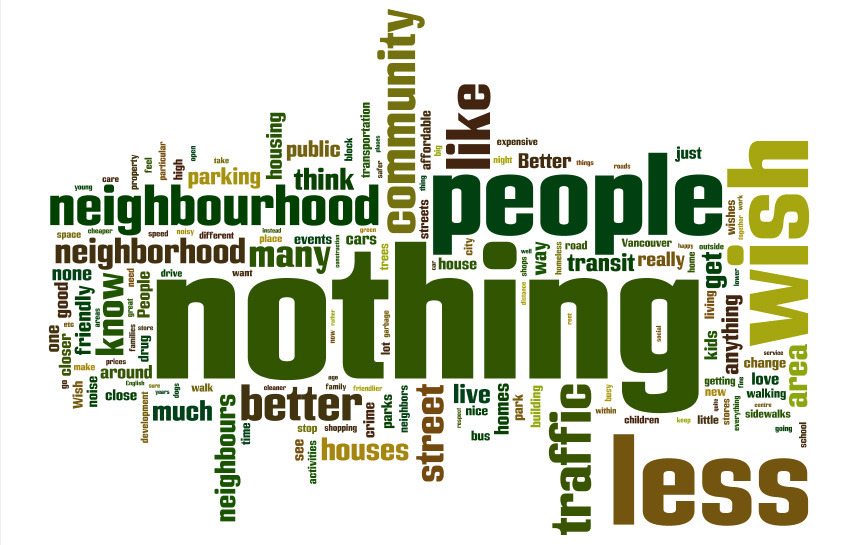 community
like
expensive
affordable
big
night
Better
things
roads
just
wish
housing
public
block
transportation
safer
places
open
take
particular
high
feel
property
care
young
parking
think
thing
streets
people
neighbourhood
green
wishes
work
together
space
cheaper
speed
noisy
different
instead
place
events
cars
construction
trees
neighborhood
many
car
house
city
shops
well
way
homeless
road
Vancouver
happy
outside
transit
really
home
get
lower
none
good
etc
friendly
areas
know
need
great
People
drive
want
nothing
distance
rent
social
living
anything
one
closer
store
drug
families
prices
now
rather
lot
garbage
kids
service
change
go
make
around
Wish
noise
English
close
sure
years
dogs
walk
cleaner
age
family
friendlier
development
much
neighbours
time
better
stop
shopping
crime
parks
neighbors
see
activities
houses
street
live
respect
nice
bus
homes
park
building
traffic
busy
within
children
keep
little
getting
new
quite
stores
fine
everything
love
walking
centre
sidewalks
area
going
school
less